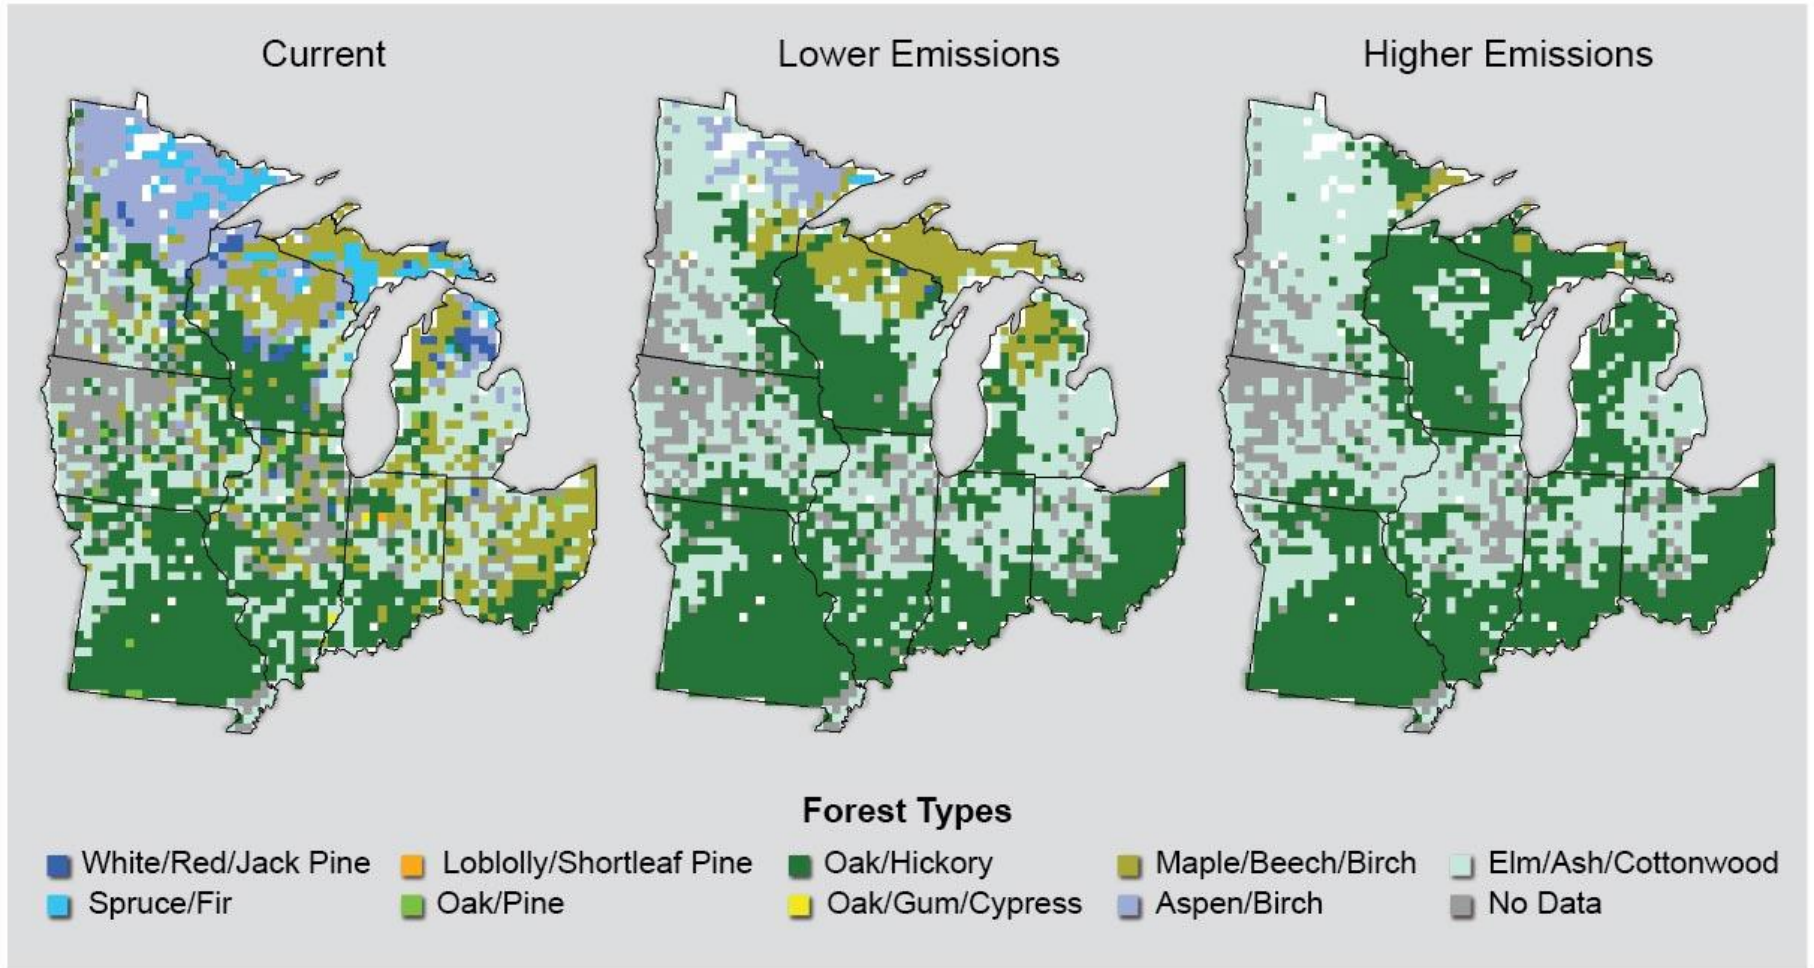 Current
Lower Emissions
Higher Emissions
Forest Types
White/Red/Jack Pine
Loblolly/Shortleaf Pine
Oak/Hickory
Maple/Beech/Birch
Elm/Ash/Cottonwood
Spruce/Fir
Oak/Pine
Oak/Gum/Cypress
Aspen/Birch
No Data